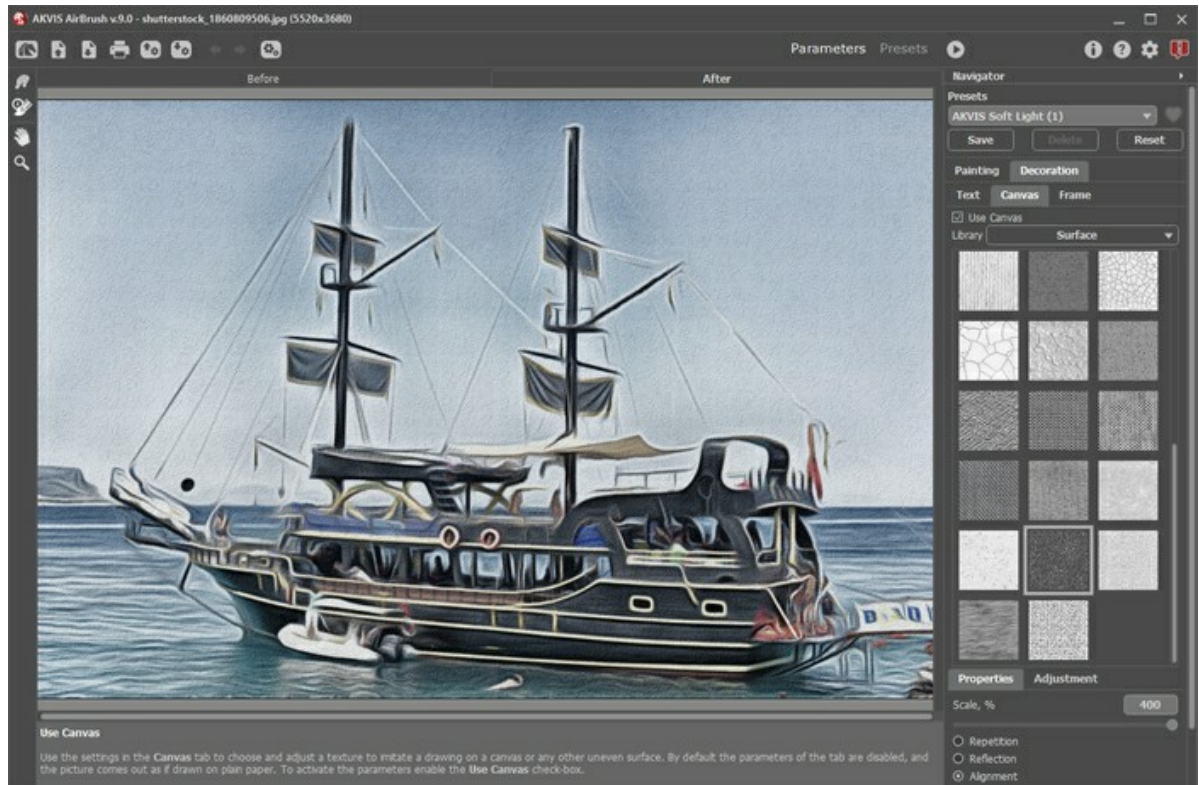 AKVIS AirBrush v.9.0 - shutterstock_1860809506.jpg (5520x3680)
Parameters Presets
Before After
Navigator
Presets
AKVIS Soft Light (1)
Save Delete Reset
Painting Decoration
Text Canvas Frame
Use Canvas
Library Surface
Properties Adjustment
Scale, % 400
Repetition
Reflection
Alignment
Use Canvas
Use the settings in the Canvas tab to choose and adjust a texture to imitate a drawing on a canvas or any other uneven surface. By default the parameters of the tab are disabled, and
the picture comes out as if drawn on plain paper. To activate the parameters enable the Use Canvas check-box.